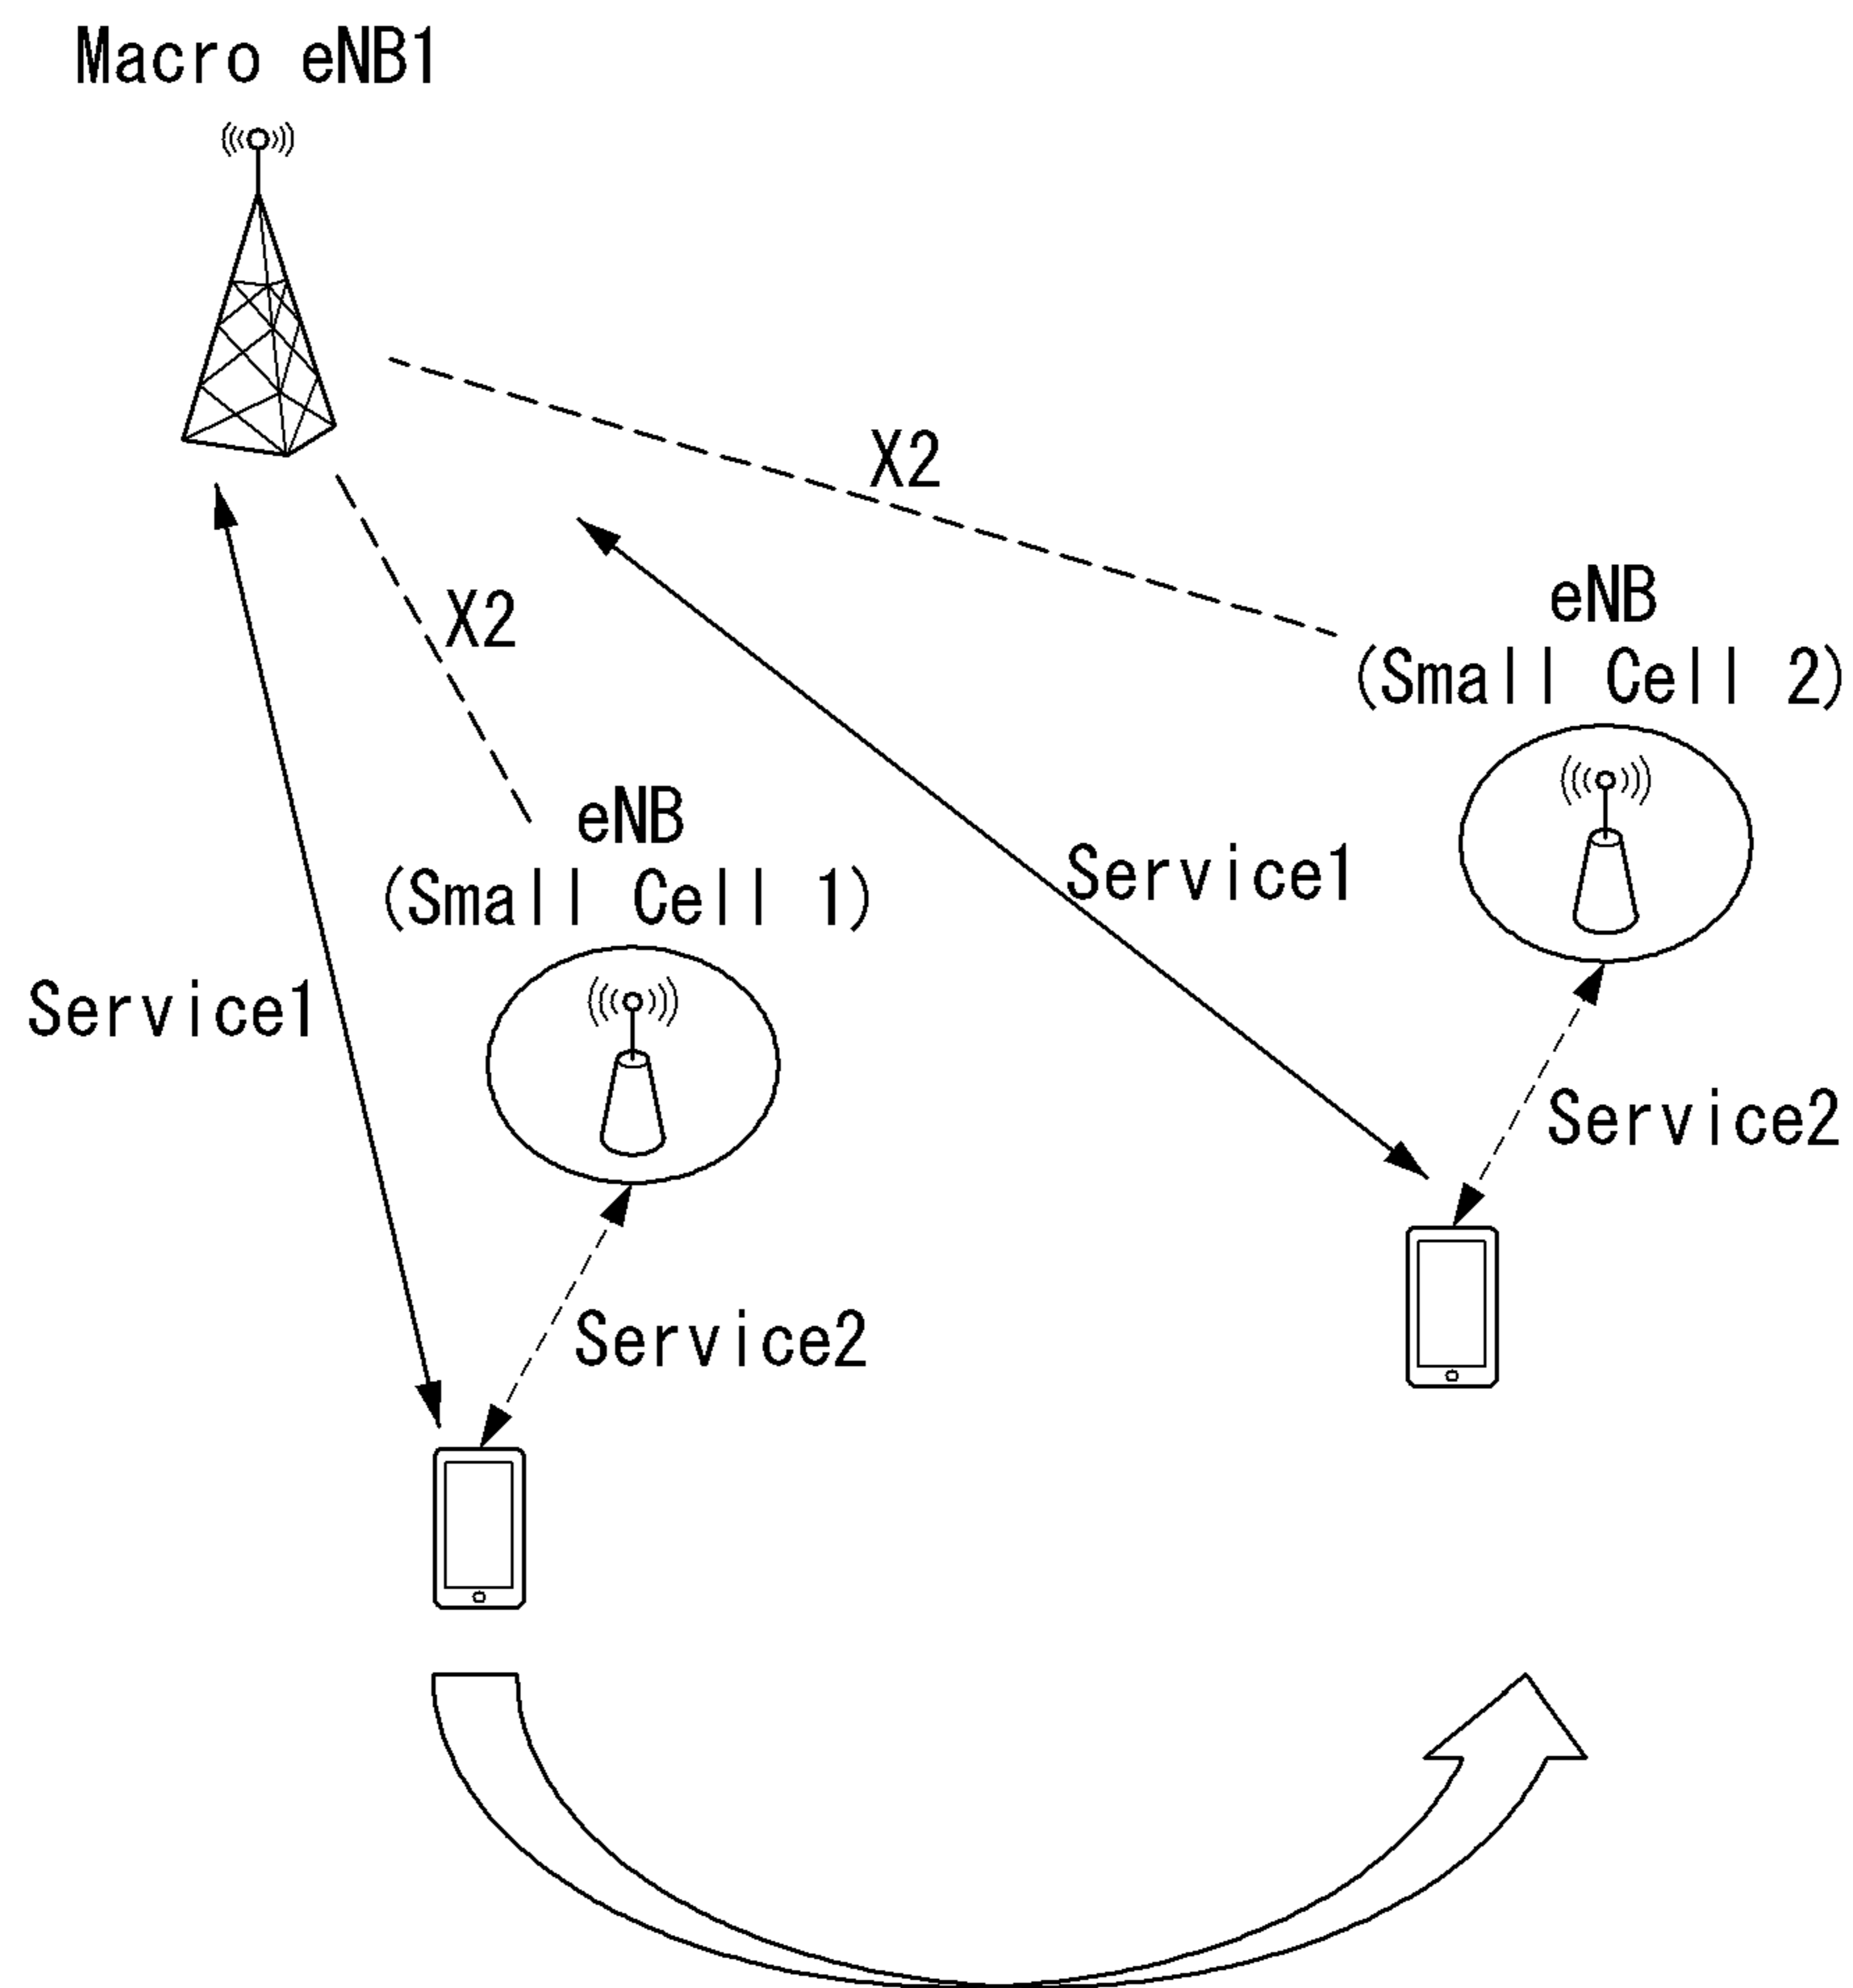 Macro eNB1
X2
X2
eNB
(Small Cell 2)
eNB
(Small Cell 1)
Service1
Service1
Service2
Service2